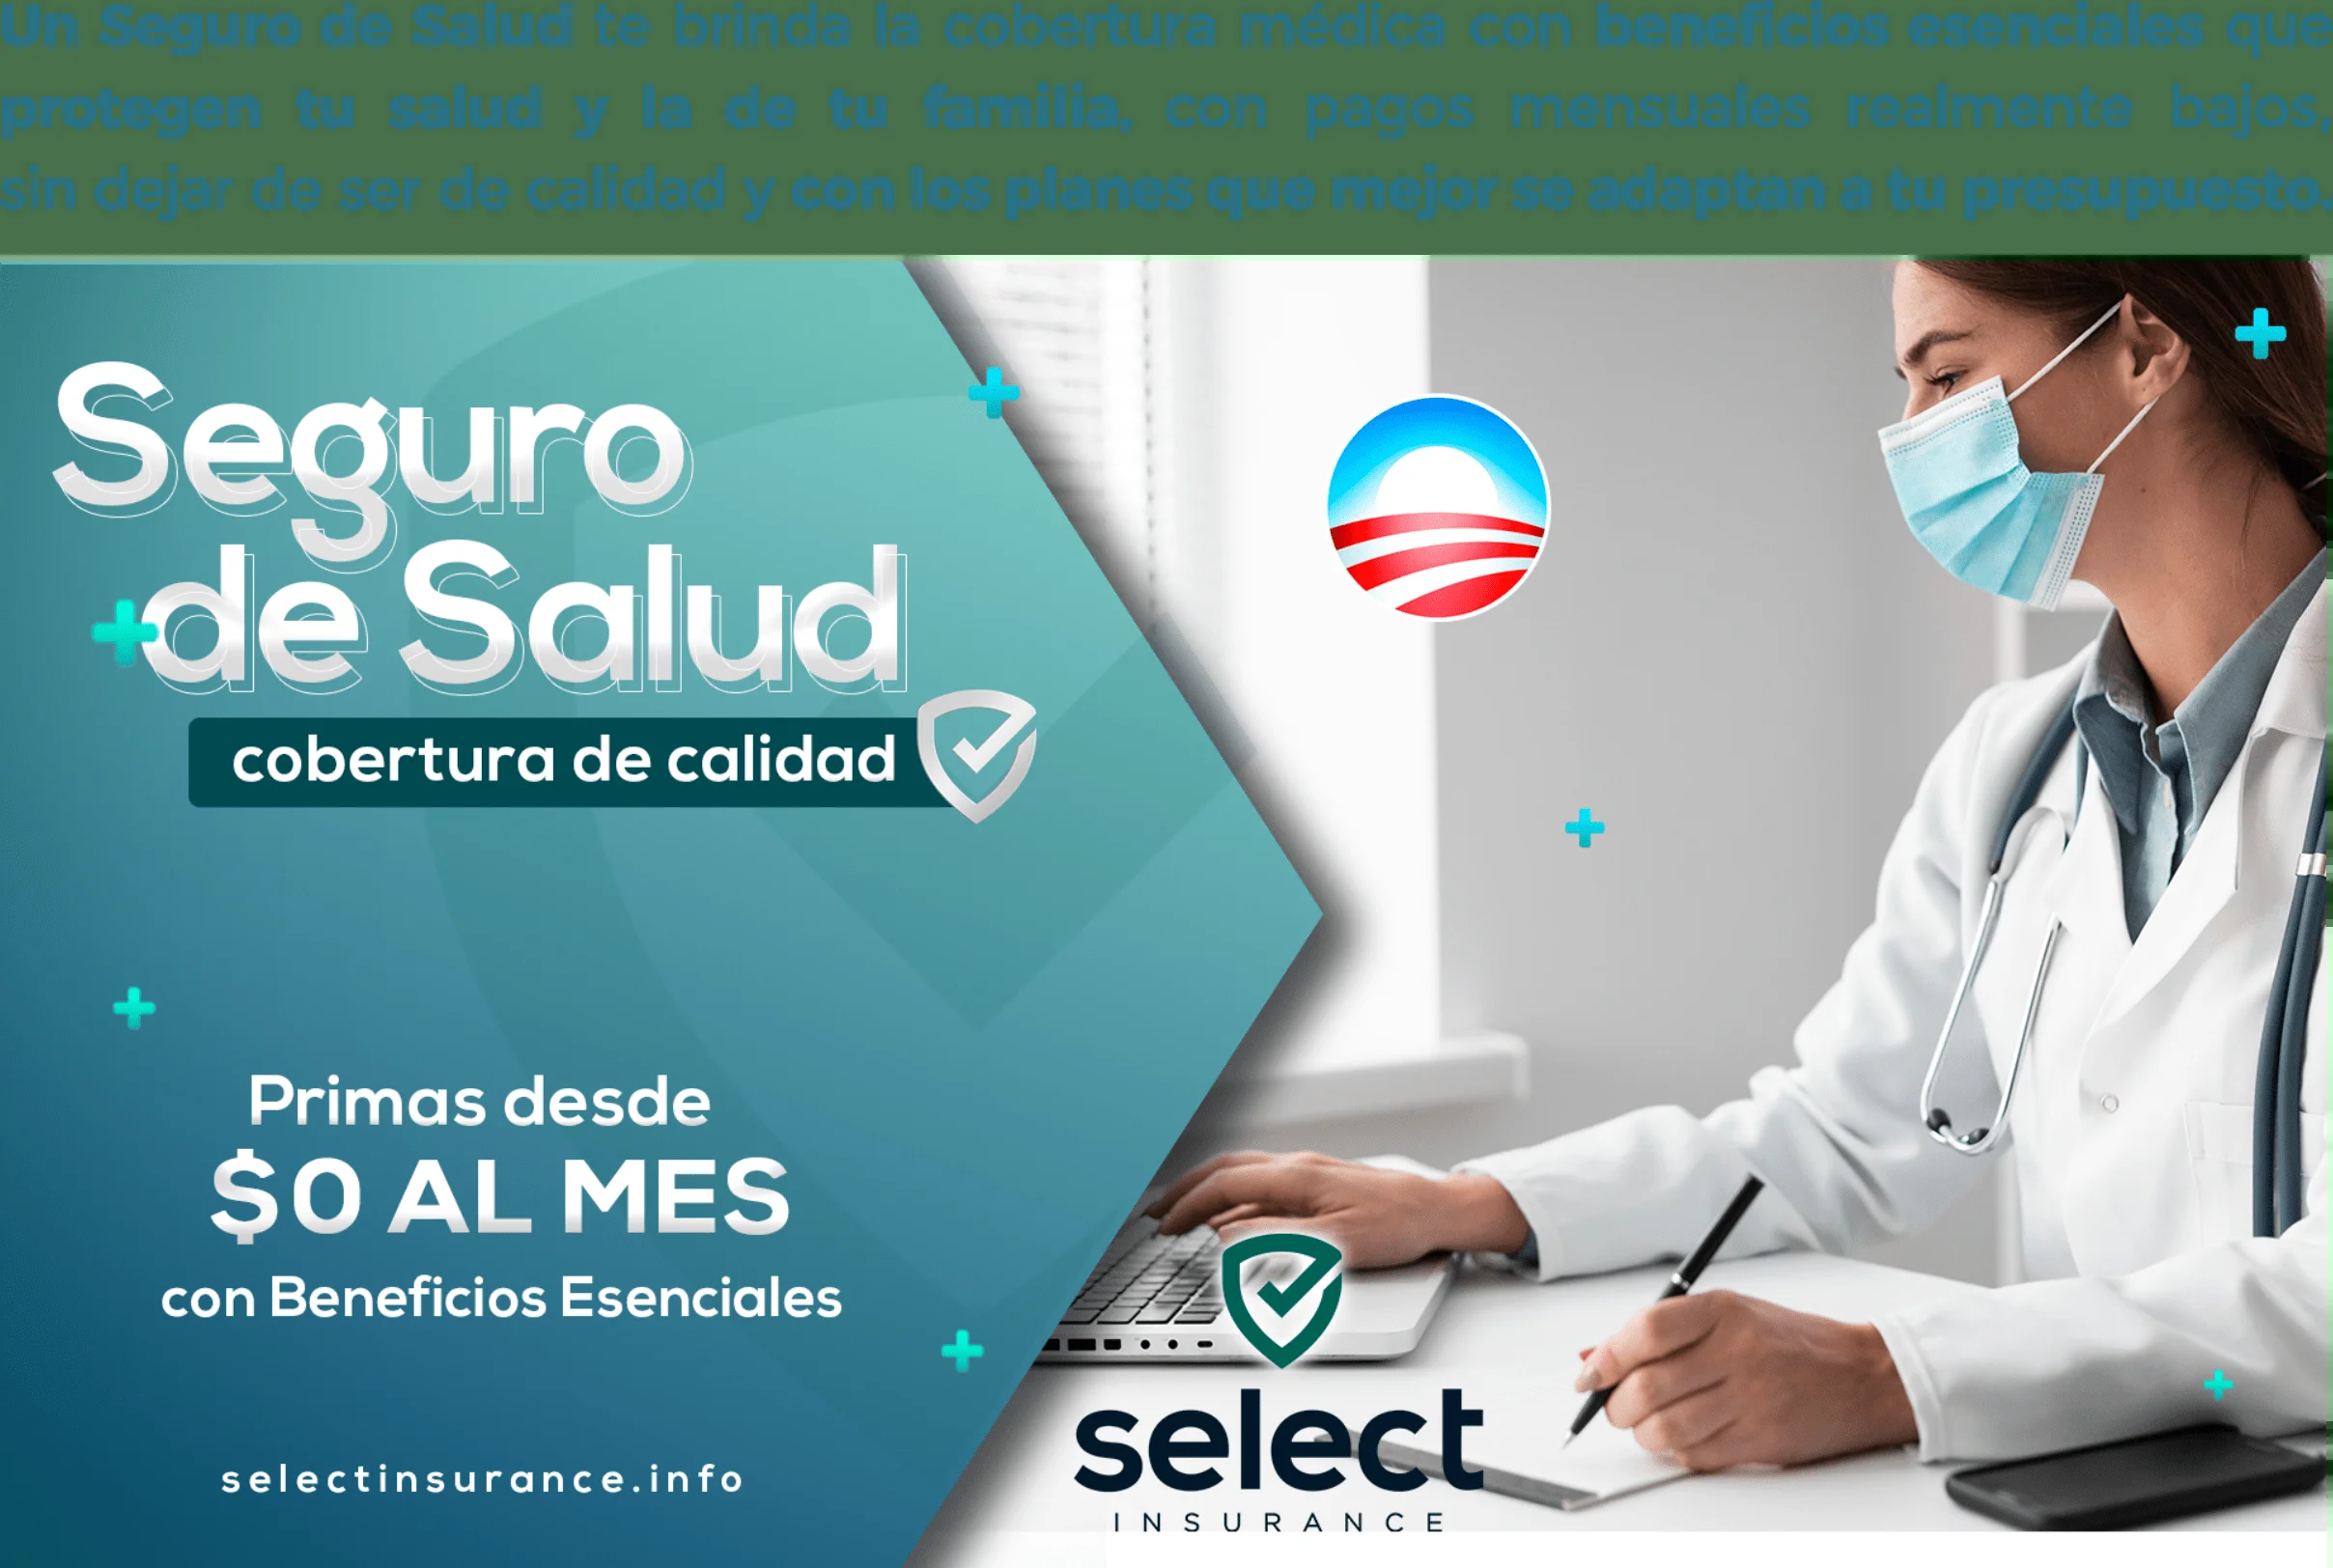 Un Seguro de Salud te brinda la cobertura médica con beneficios esenciales que
protegen tu salud y la de tu familia, con pagos mensuales realmente bajos,
sin dejar de ser de calidad y con los planes que mejor se adaptan a tu presupuesto.
Seguro
de Salud
cobertura de calidad
Primas desde
$0 AL MES
con Beneficios Esenciales
selectinsurance.info
select
INSURANCE